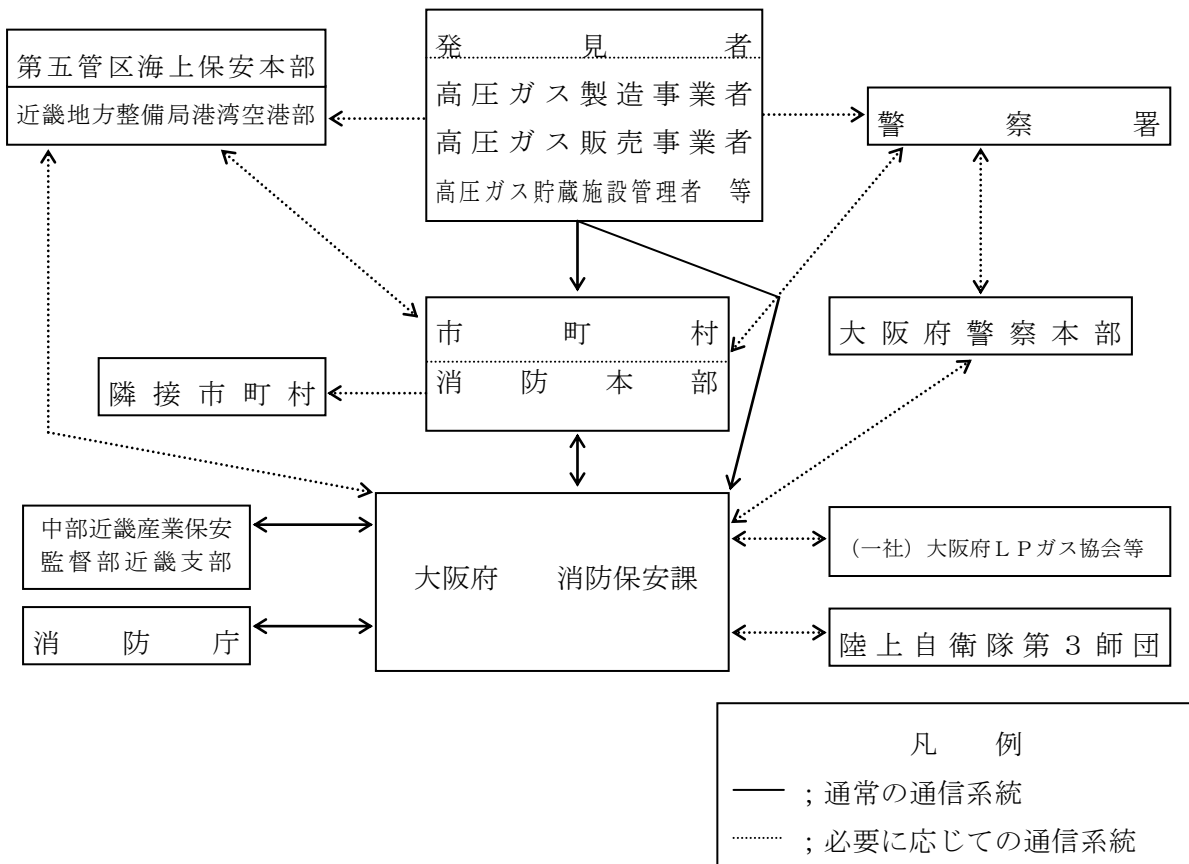 発見者
第五管区海上保安本部
近畿地方整備局港湾空港部
高圧ガス製造事業者
高圧ガス販売事業者
高圧ガス貯蔵施設管理者 等
警察署
市町村
消防本部
大阪府警察本部
隣接市町村
中部近畿産業保安
監督部近畿支部
大阪府 消防保安課
(一社)大阪府LPガス協会等
消防庁
陸上自衛隊第3師団
凡例
;通常の通信系統
;必要に応じての通信系統